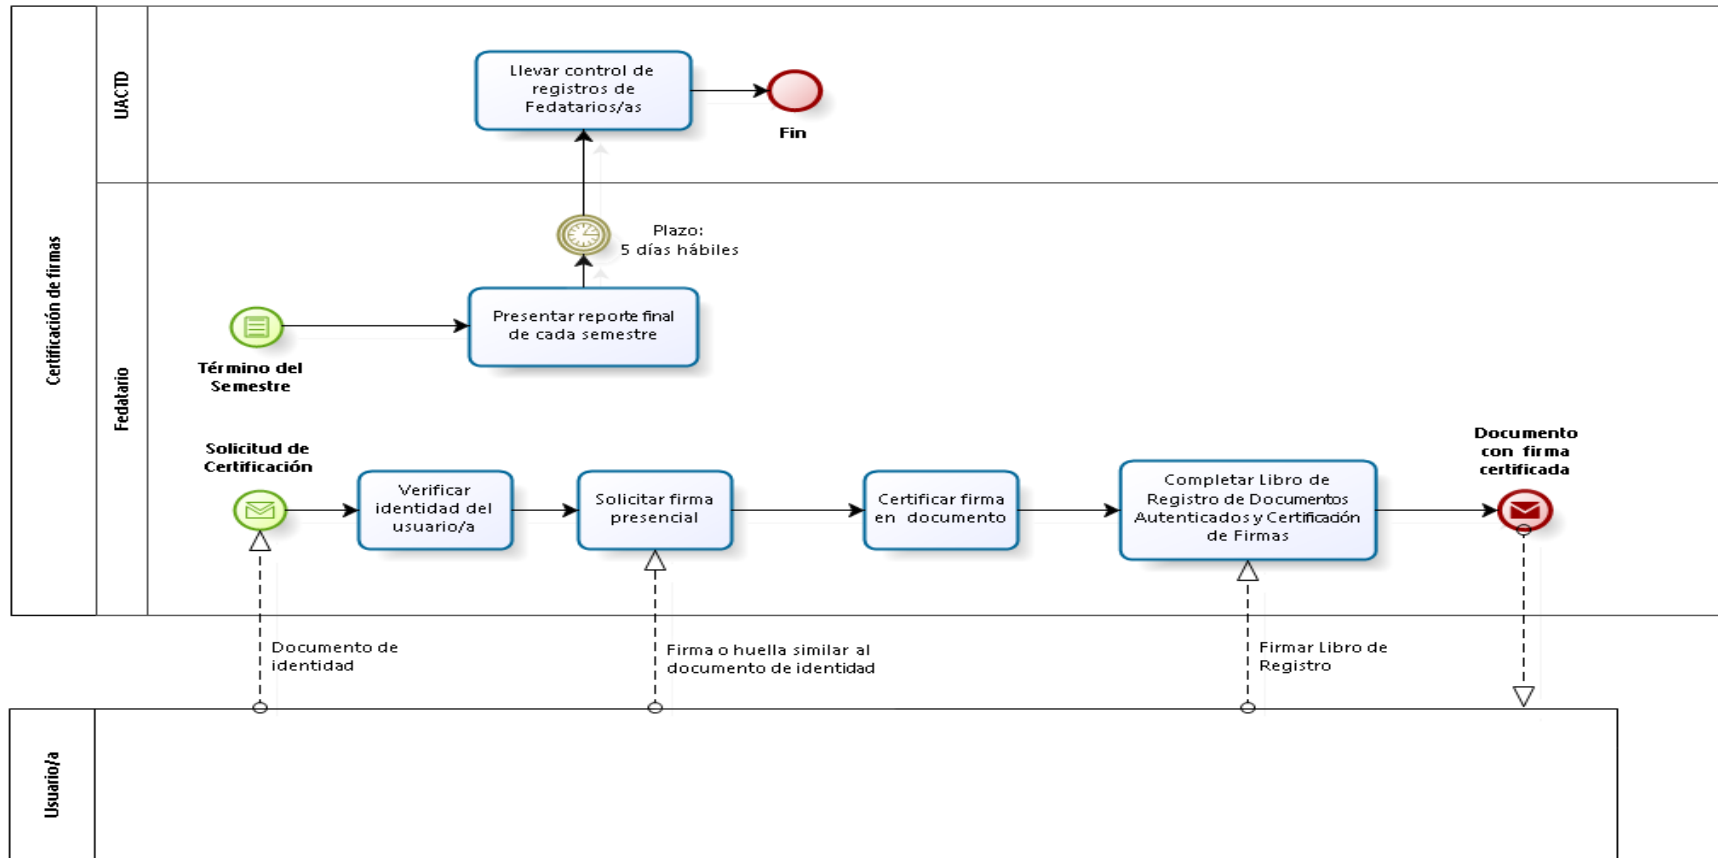 Certificación de firmas
UACTD
Llevar control de
registros de
Fedatarios/as
Fin
Fedatario
Plazo:
5 días hábiles
Término del
Semestre
Presentar reporte final
de cada semestre
Solicitud de
Certificación
Verificar
identidad del
usuario/a
Solicitar firma
presencial
Certificar firma
en documento
Completar Libro de
Registro de Documentos
Autenticados y Certificación
de Firmas
Documento
con firma
certificada
Documento de
identidad
Firma o huella similar al
documento de identidad
Firmar Libro de
Registro
Usuario/a